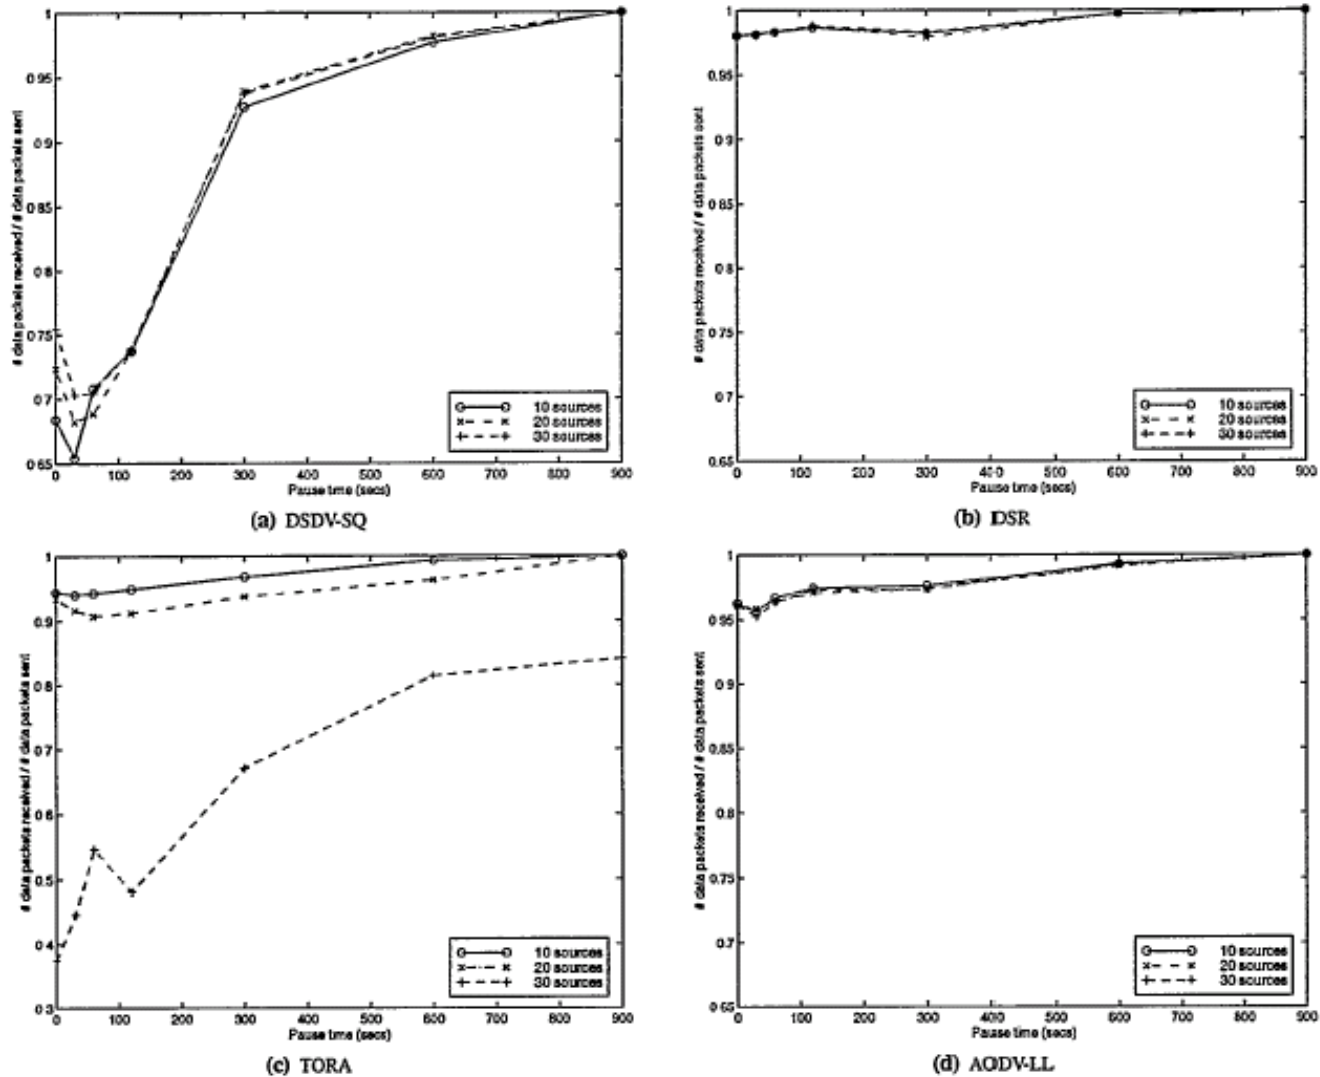 # data packets received / # data packets sent
1
0.95
0.9
0.85
0.8
0.75
0.7
0.65
0 100 200 300 400 500 600 700 800 900
Pause time (secs)
10 sources
20 sources
30 sources
(a) DSDV-SQ
# data packets received / # data packets sent
1
0.95
0.9
0.85
0.8
0.75
0.7
0.65
0 100 200 300 400 500 600 700 800 900
Pause time (secs)
10 sources
20 sources
30 sources
(b) DSR
# data packets received / # data packets sent
1
0.9
0.8
0.7
0.6
0.5
0.4
0.3
0 100 200 300 400 500 600 700 800 900
Pause time (secs)
10 sources
20 sources
30 sources
(c) TORA
# data packets received / # data packets sent
1
0.95
0.9
0.85
0.8
0.75
0.7
0.65
0 100 200 300 400 500 600 700 800 900
Pause time (secs)
10 sources
20 sources
30 sources
(d) AODV-LL